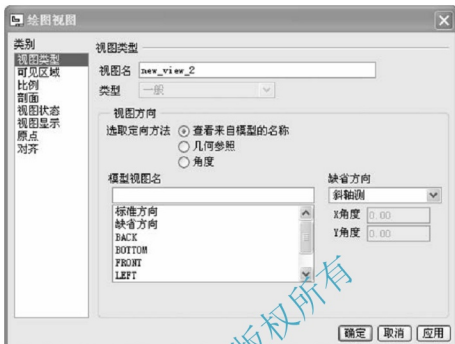 绘图视图
类别
视图类型
可见区域
比例
剖面
视图状态
视图显示
原点
对齐
视图类型
视图名 new_view_2
类型 一般
视图方向
选取定向方法 查看来自模型的名称
几何参照
角度
模型视图名
标准方向
缺省方向
BACK
BOTTOM
FRONT
LEFT
缺省方向
斜轴测
X角度 0.00
Y角度 0.00
版权所有
确定 取消 应用